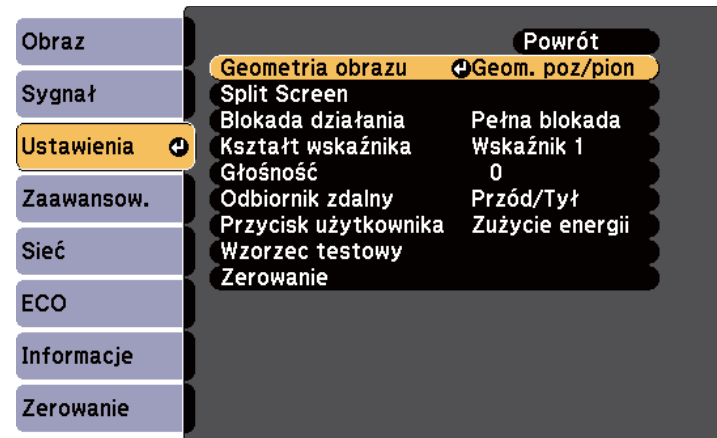 Obraz
Sygnał
Ustawienia
Zaawansow.
Sieć
ECO
Informacje
Zerowanie
Powrót
Geometria obrazu Geom. poz/pion
Split Screen
Blokada działania Pełna blokada
Kształt wskaźnika Wskaźnik 1
Głośność 0
Odbiornik zdalny Przód/Tył
Przycisk użytkownika Zużycie energii
Wzorzec testowy
Zerowanie